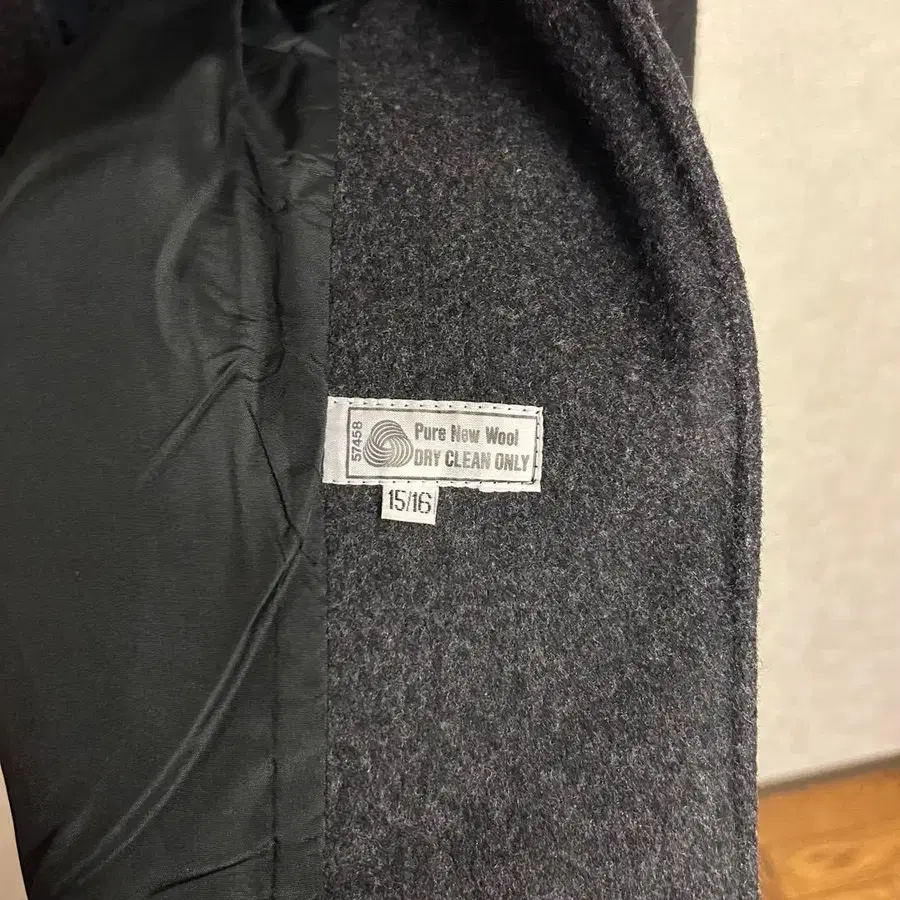 57458
Pure New Wool
DRY CLEAN ONLY
15/16